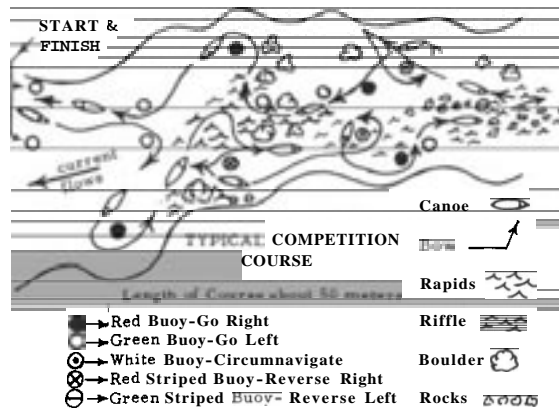 START &
FINISH
current
flows
Canoe
TYPICAL COMPETITION
COURSE
Bow
Rapids
Length of Course about 50 meters
Red Buoy-Go Right
Riffle
Green Buoy-Go Left
White Buoy-Circumnavigate
Boulder
Red Striped Buoy-Reverse Right
Green Striped Buoy-Reverse Left
Rocks